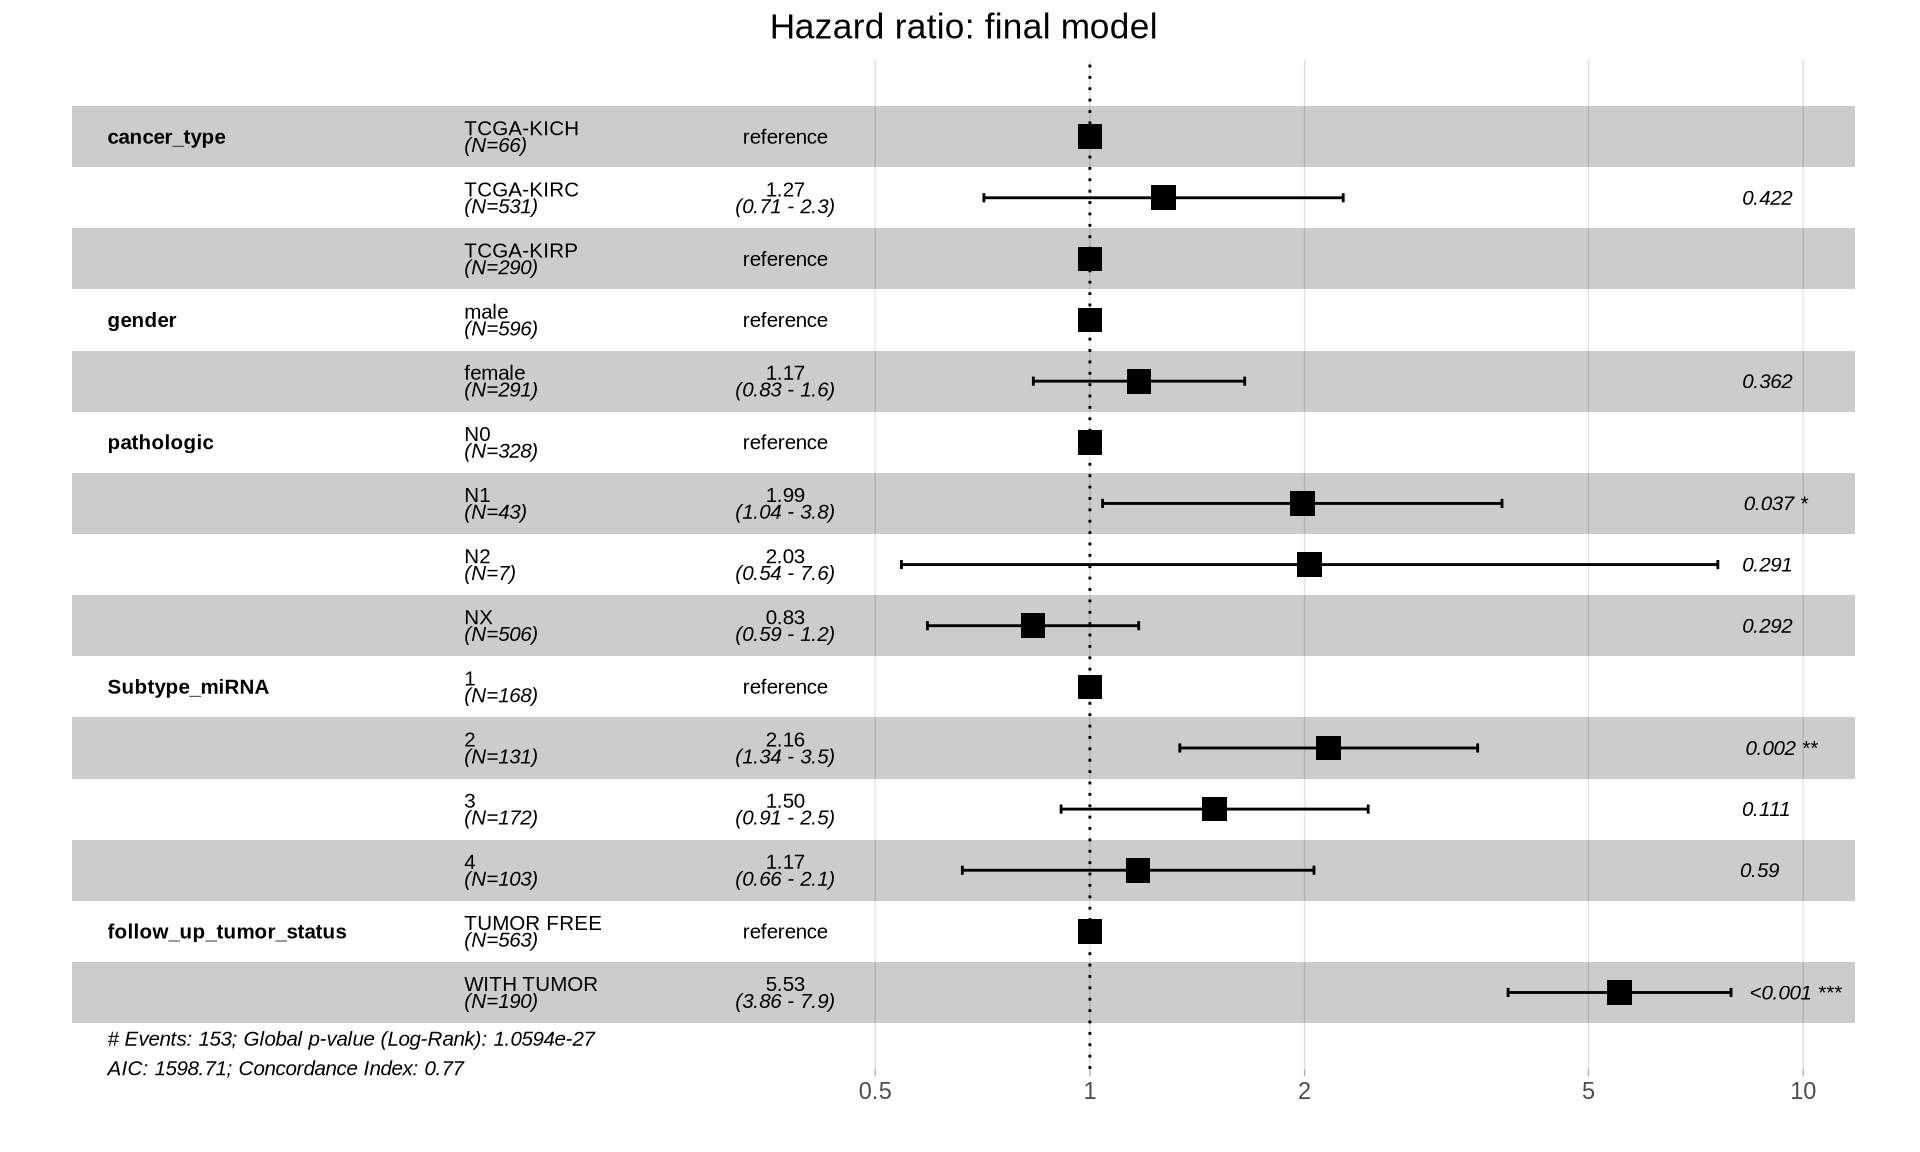 Hazard ratio: final model
cancer_type
TCGA-KICH
(N=66)
reference
TCGA-KIRC
(N=531)
1.27
(0.71 - 2.3)
0.422
TCGA-KIRP
(N=290)
reference
gender
male
(N=596)
reference
female
(N=291)
1.17
(0.83 - 1.6)
0.362
pathologic
N0
(N=328)
reference
N1
(N=43)
1.99
(1.04 - 3.8)
0.037 *
N2
(N=7)
2.03
(0.54 - 7.6)
0.291
NX
(N=506)
0.83
(0.59 - 1.2)
0.292
Subtype_miRNA
1
(N=168)
reference
2
(N=131)
2.16
(1.34 - 3.5)
0.002 **
3
(N=172)
1.50
(0.91 - 2.5)
0.111
4
(N=103)
1.17
(0.66 - 2.1)
0.59
follow_up_tumor_status
TUMOR FREE
(N=563)
reference
WITH TUMOR
(N=190)
5.53
(3.86 - 7.9)
<0.001 ***
# Events: 153; Global p-value (Log-Rank): 1.0594e-27
AIC: 1598.71; Concordance Index: 0.77
0.5
1
2
5
10